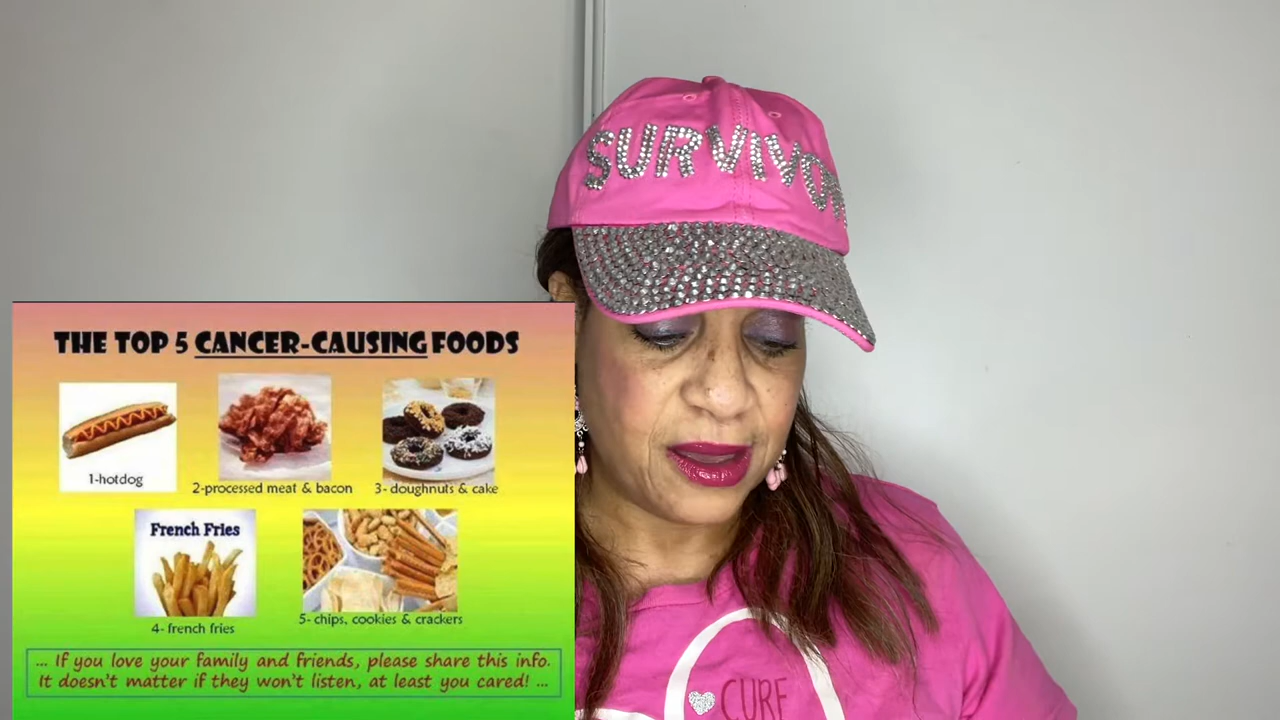 SURVIVOR
THE TOP 5 CANCER-CAUSING FOODS
1-hotdog
2-processed meat & bacon
3- doughnuts & cake
French Fries
4- french fries
5- chips, cookies & crackers
... If you love your family and friends, please share this info.
It doesn't matter if they won't listen, at least you cared! ...
CURE